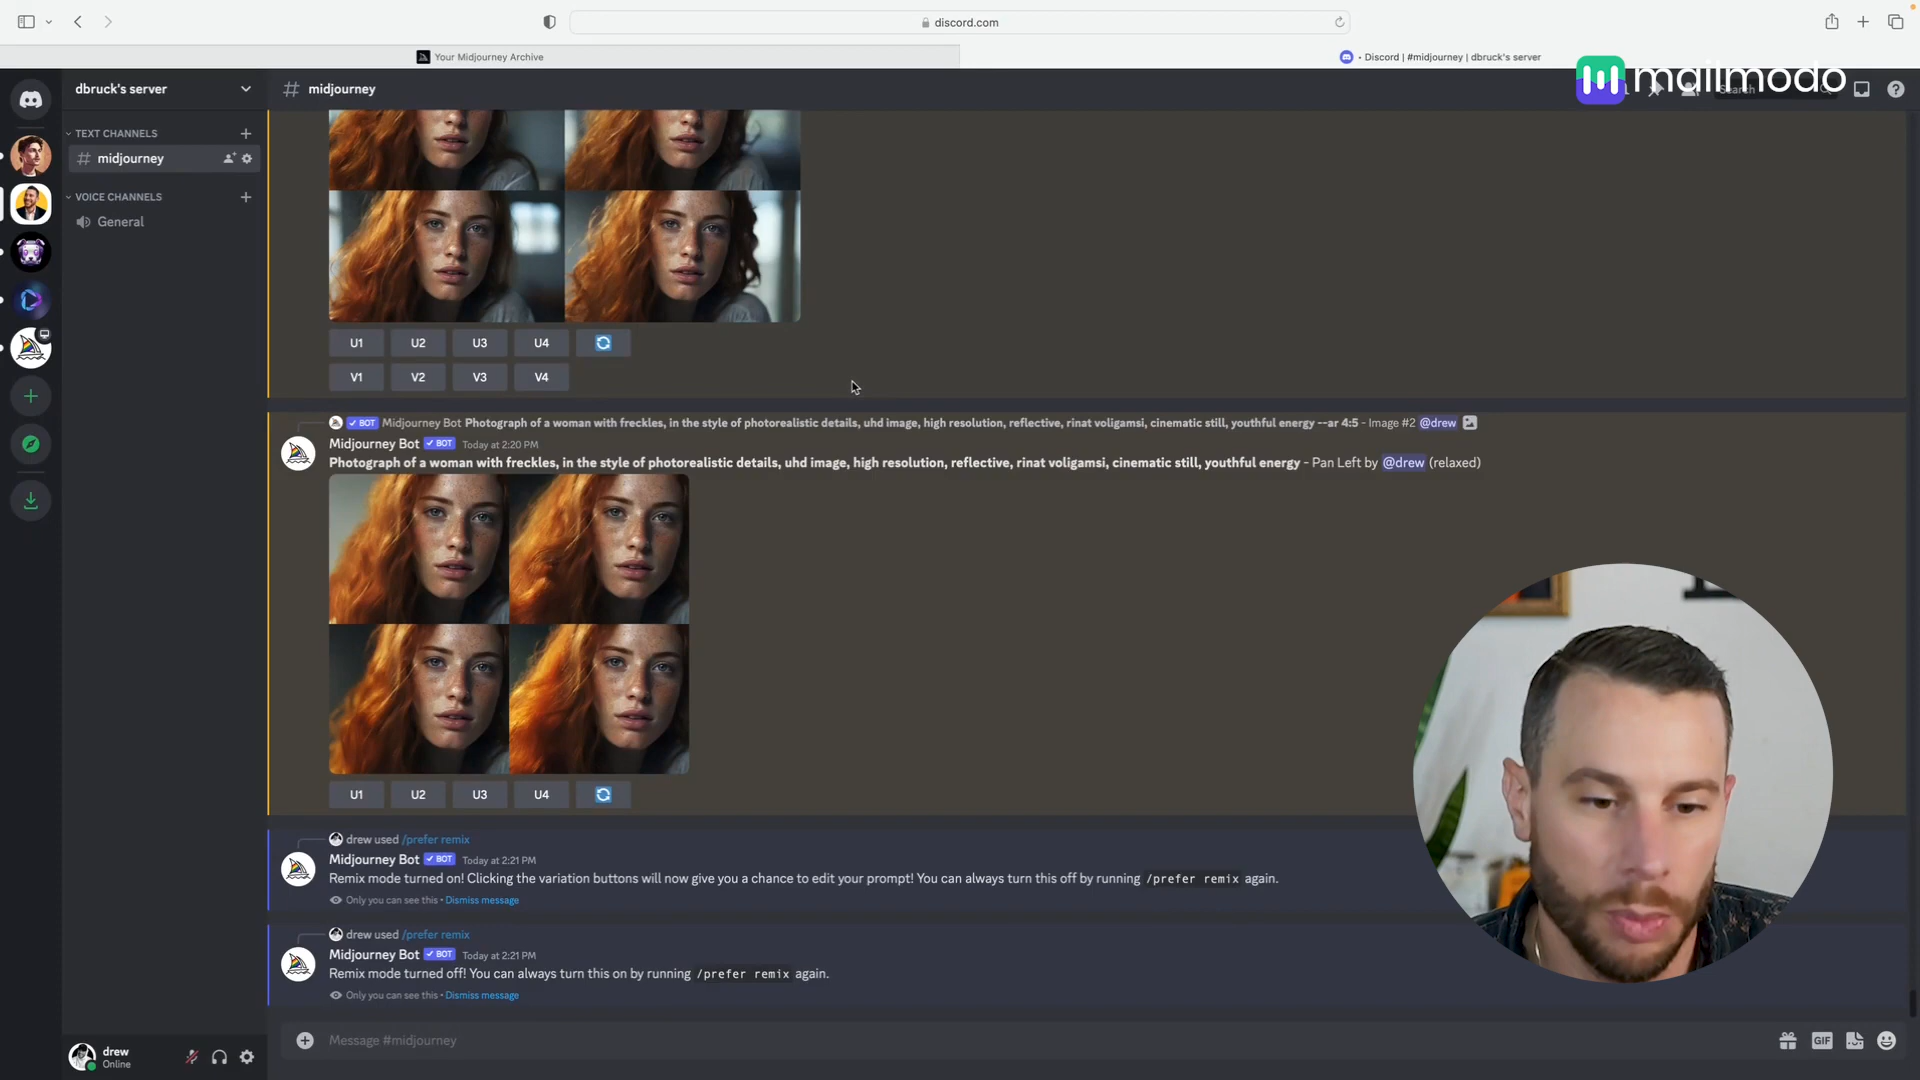 discord.com
Your Midjourney Archive
• Discord | #midjourney | dbruck's server
mailmodo
dbruck's server
midjourney
Search
TEXT CHANNELS
midjourney
VOICE CHANNELS
General
U1 U2 U3 U4
V1 V2 V3 V4
BOT Midjourney Bot Photograph of a woman with freckles, in the style of photorealistic details, uhd image, high resolution, reflective, rinat voligamsi, cinematic still, youthful energy --ar 4:5 - Image #2 @drew
Midjourney Bot BOT Today at 2:20 PM
Photograph of a woman with freckles, in the style of photorealistic details, uhd image, high resolution, reflective, rinat voligamsi, cinematic still, youthful energy - Pan Left by @drew (relaxed)
U1 U2 U3 U4
drew used /prefer remix
Midjourney Bot BOT Today at 2:21 PM
Remix mode turned on! Clicking the variation buttons will now give you a chance to edit your prompt! You can always turn this off by running /prefer remix again.
Only you can see this • Dismiss message
drew used /prefer remix
Midjourney Bot BOT Today at 2:21 PM
Remix mode turned off! You can always turn this on by running /prefer remix again.
Only you can see this • Dismiss message
drew
Online
Message #midjourney
GIF